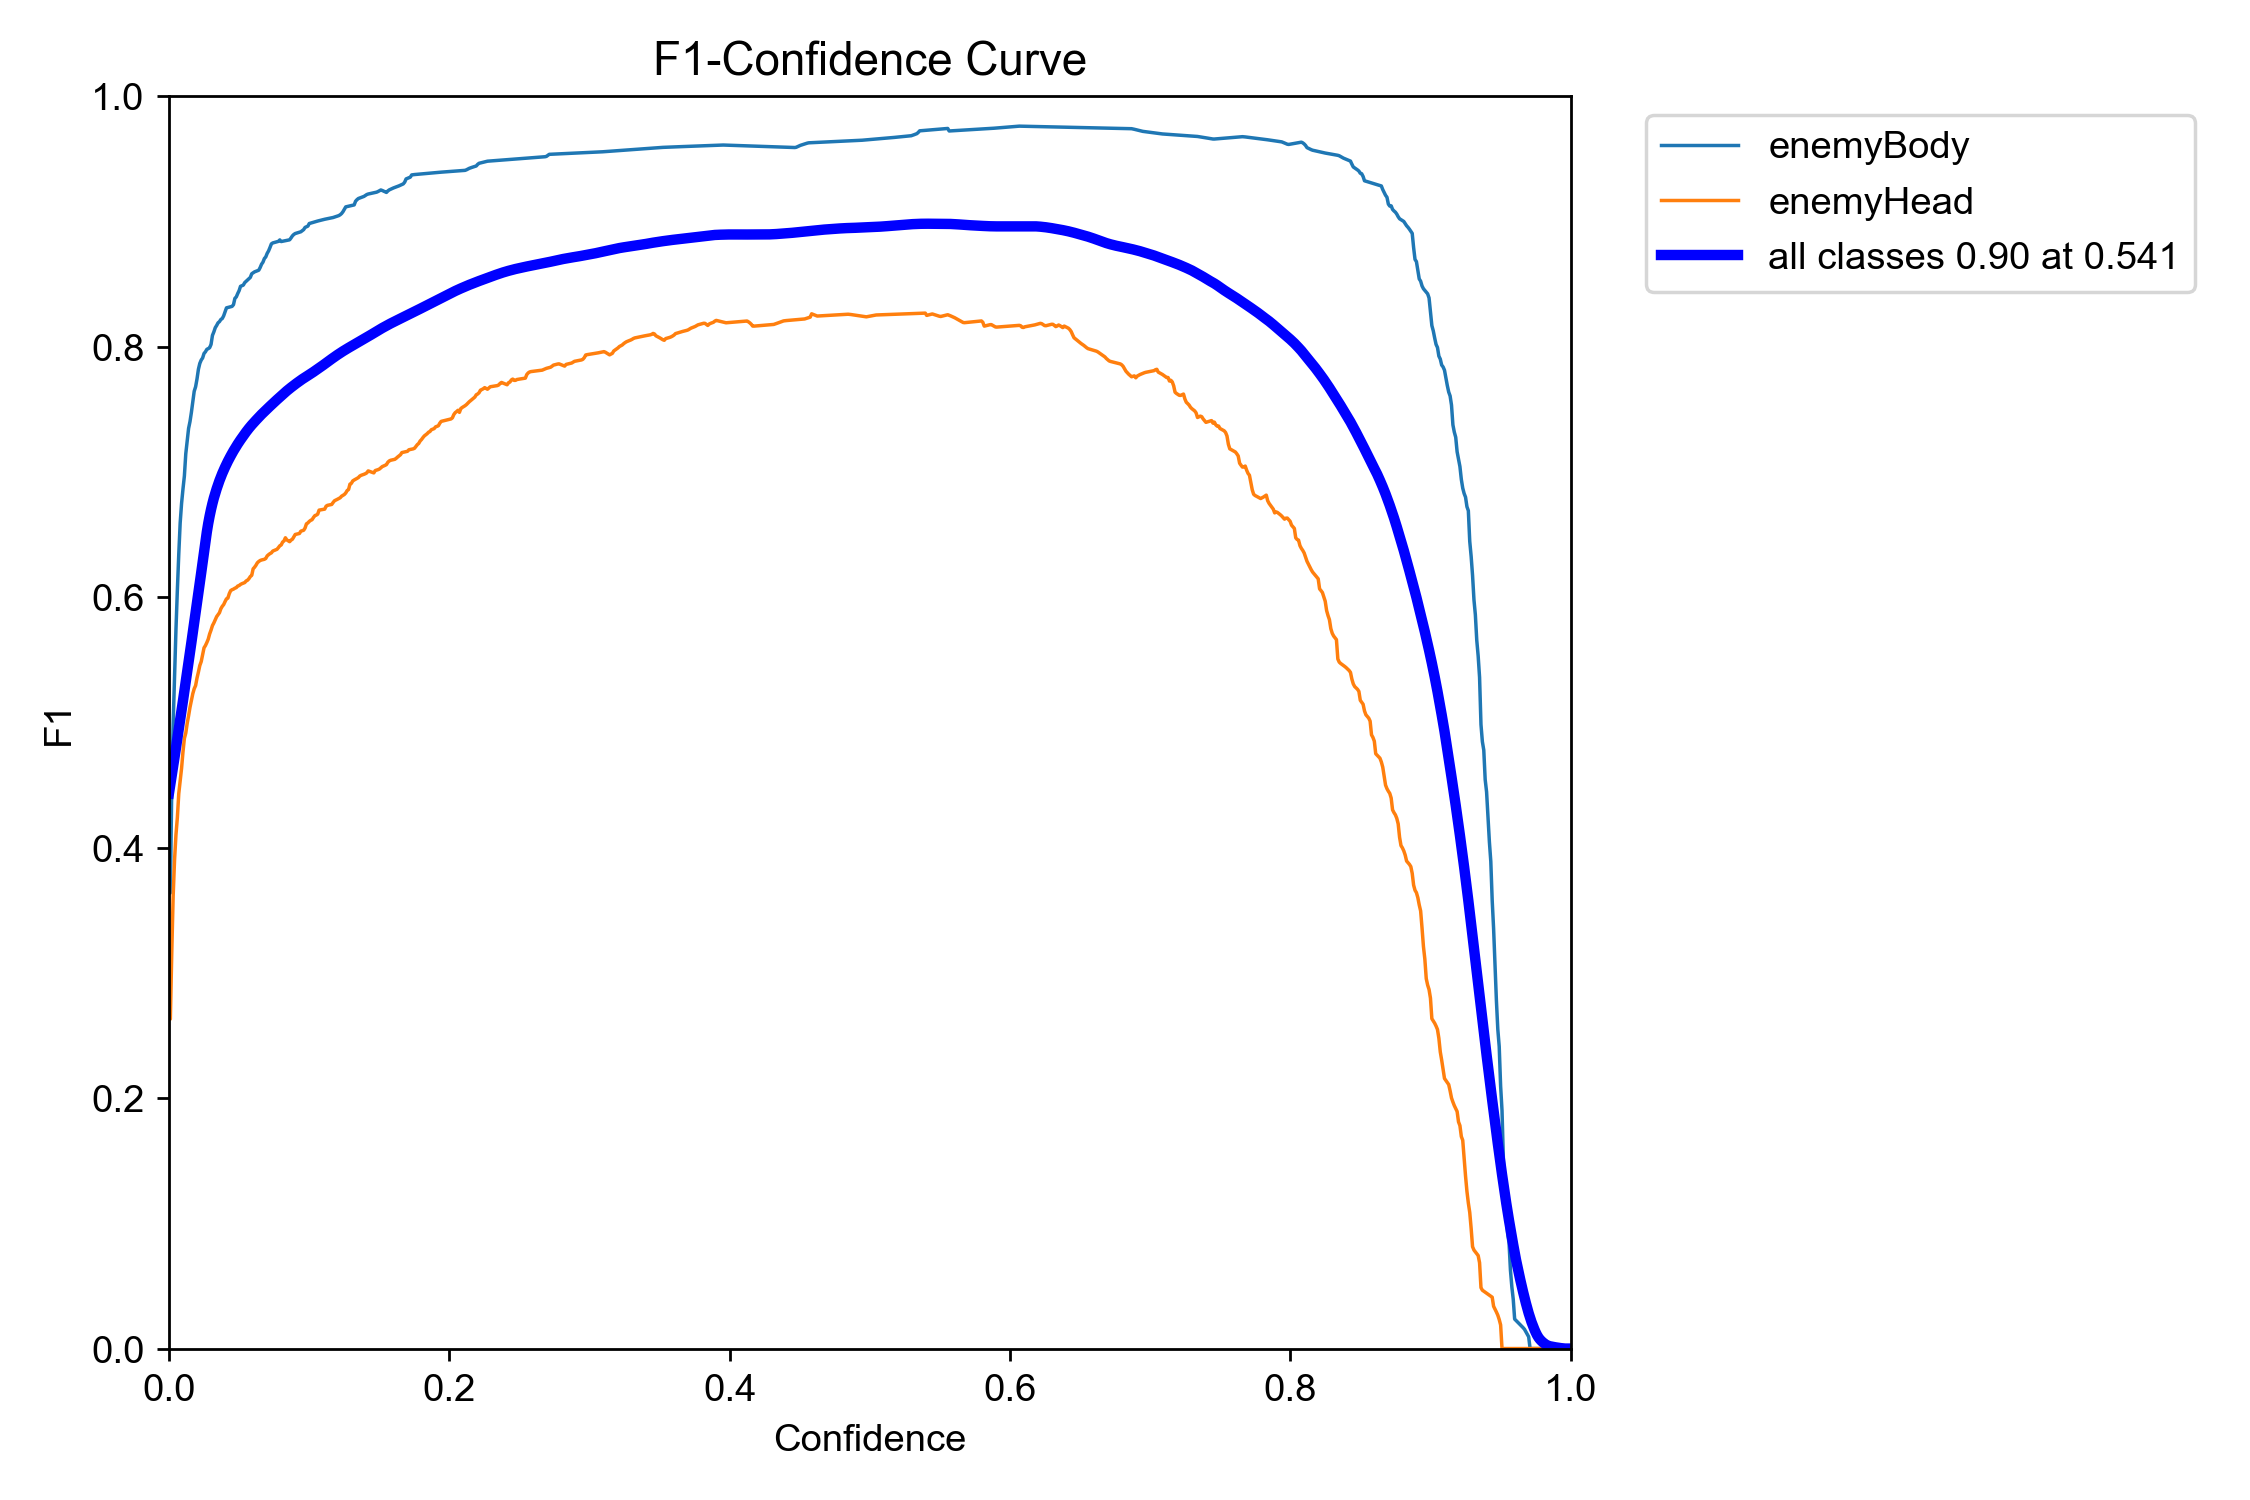 F1-Confidence Curve
1.0
0.8
0.6
0.4
0.2
0.0
F1
0.0 0.2 0.4 0.6 0.8 1.0
Confidence
enemyBody
enemyHead
all classes 0.90 at 0.541